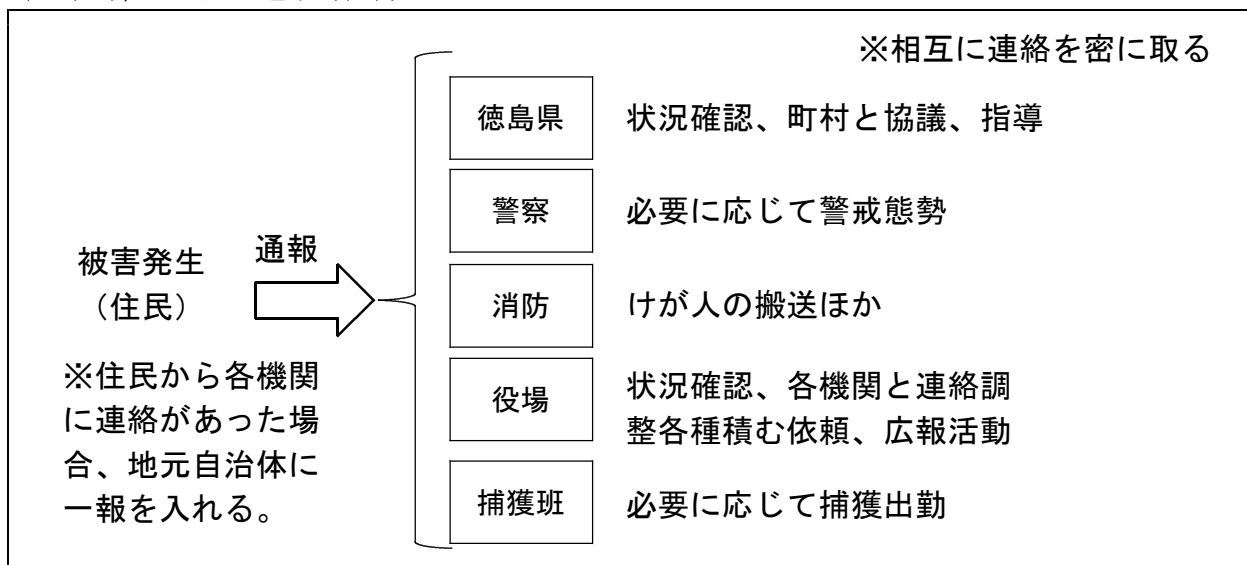 ※相互に連絡を密に取る
徳島県
状況確認、町村と協議、指導
警察
必要に応じて警戒態勢
通報
被害発生
（住民）
消防
けが人の搬送ほか
※住民から各機関
に連絡があった場
合、地元自治体に
一報を入れる。
役場
状況確認、各機関と連絡調
整各種積む依頼、広報活動
捕獲班
必要に応じて捕獲出勤